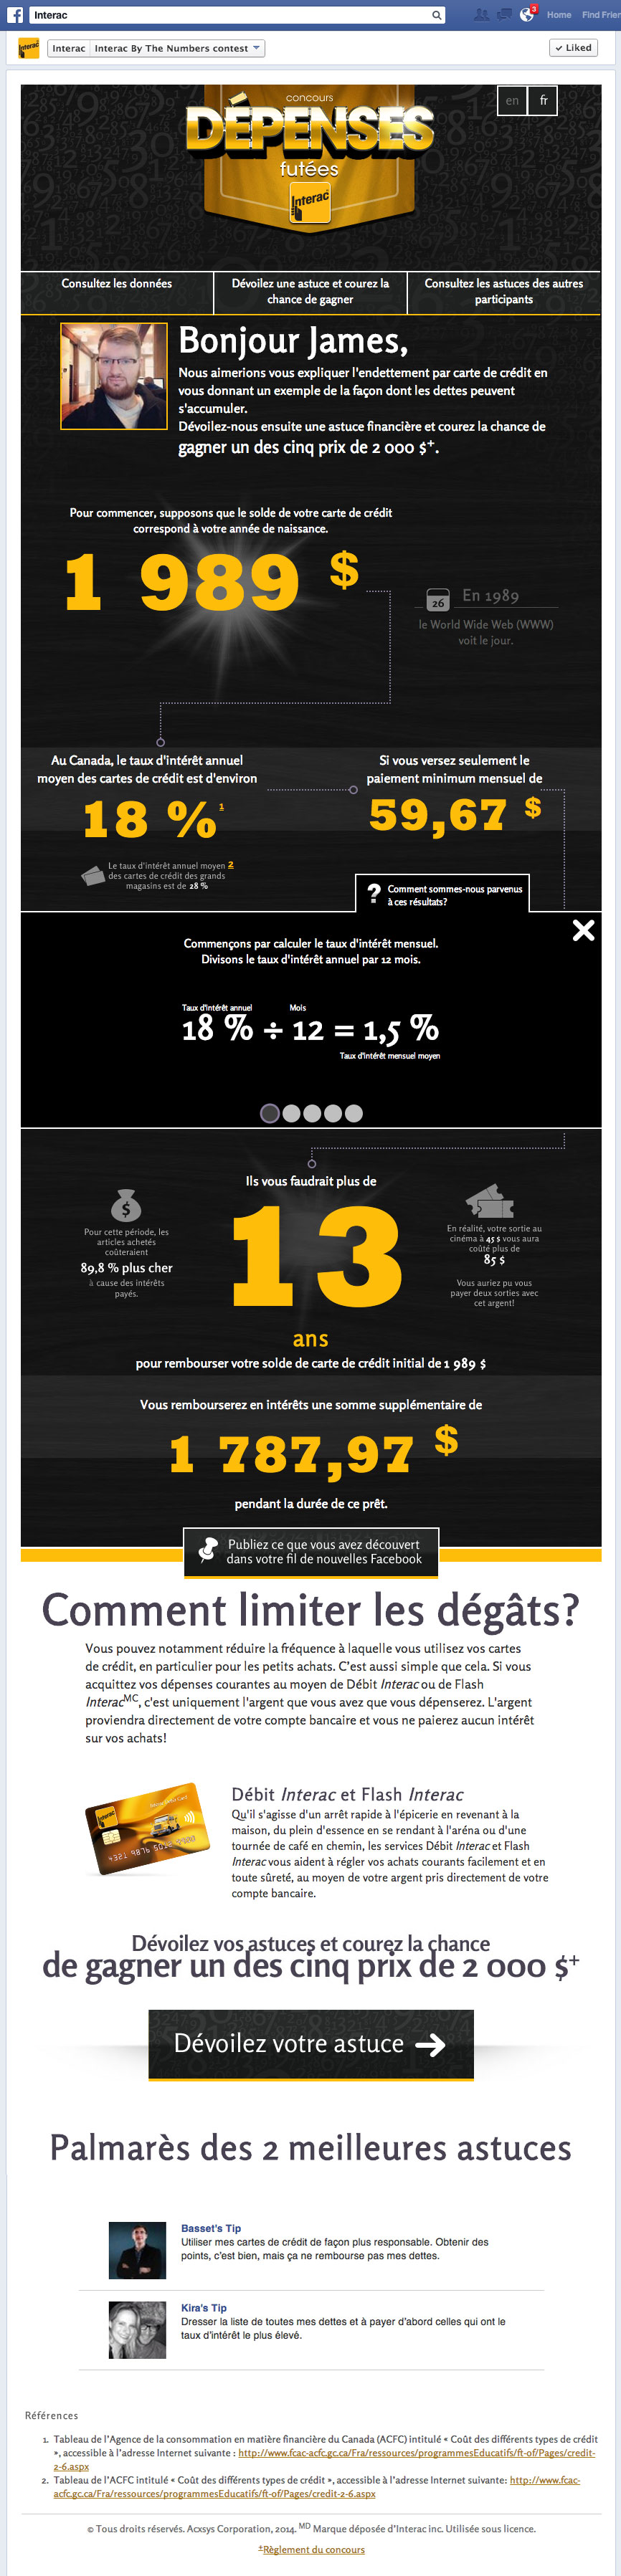 Interac
3
Home Find Frie
Interac
Interac Interac By The Numbers contest
Liked
concours
en fr
DÉPENSES
futées
Interac
Consultez les données
Dévoilez une astuce et courez la
chance de gagner
Consultez les astuces des autres
participants
Bonjour James,
Nous aimerions vous expliquer l'endettement par carte de crédit en
vous donnant un exemple de la façon dont les dettes peuvent
s'accumuler.
Dévoilez-nous ensuite une astuce financière et courez la chance de
gagner un des cinq prix de 2 000 $+.
Pour commencer, supposons que le solde de votre carte de crédit
correspond à votre année de naissance.
1 989 $
26
En 1989
le World Wide Web (WWW)
voit le jour.
Au Canada, le taux d'intérêt annuel
moyen des cartes de crédit est d'environ
18 % 1
Le taux d'intérêt annuel moyen 2
des cartes de crédit des grands
magasins est de 28 %
Si vous versez seulement le
paiement minimum mensuel de
59,67 $
? Comment sommes-nous parvenus
à ces résultats?
Commençons par calculer le taux d'intérêt mensuel.
Divisons le taux d'intérêt annuel par 12 mois.
Taux d'intérêt annuel Mois
18 % ÷ 12 = 1,5 %
Taux d'intérêt mensuel moyen
Ils vous faudrait plus de
13
ans
$
Pour cette période, les
articles achetés
coûteraient
89,8 % plus cher
à cause des intérêts
payés.
En réalité, votre sortie au
cinéma à 45 $ vous aura
coûté plus de
85 $
Vous auriez pu vous
payer deux sorties avec
cet argent!
pour rembourser votre solde de carte de crédit initial de 1 989 $
Vous rembourserez en intérêts une somme supplémentaire de
1 787,97 $
pendant la durée de ce prêt.
Publiez ce que vous avez découvert
dans votre fil de nouvelles Facebook
Comment limiter les dégâts?
Vous pouvez notamment réduire la fréquence à laquelle vous utilisez vos cartes
de crédit, en particulier pour les petits achats. C'est aussi simple que cela. Si vous
acquittez vos dépenses courantes au moyen de Débit Interac ou de Flash
InteracMC, c'est uniquement l'argent que vous avez que vous dépenserez. L'argent
proviendra directement de votre compte bancaire et vous ne paierez aucun intérêt
sur vos achats!
Interac
Débit Interac et Flash Interac
Qu'il s'agisse d'un arrêt rapide à l'épicerie en revenant à la
maison, du plein d'essence en se rendant à l'aréna ou d'une
tournée de café en chemin, les services Débit Interac et Flash
Interac vous aident à régler vos achats courants facilement et en
toute sûreté, au moyen de votre argent pris directement de votre
compte bancaire.
Dévoilez vos astuces et courez la chance
de gagner un des cinq prix de 2 000 $+
Dévoilez votre astuce
Palmarès des 2 meilleures astuces
Basset's Tip
Utiliser mes cartes de crédit de façon plus responsable. Obtenir des
points, c'est bien, mais ça ne rembourse pas mes dettes.
Kira's Tip
Dresser la liste de toutes mes dettes et à payer d'abord celles qui ont le
taux d'intérêt le plus élevé.
Références
1. Tableau de l'Agence de la consommation en matière financière du Canada (ACFC) intitulé « Coût des différents types de crédit
», accessible à l'adresse Internet suivante : http://www.fcac-acfc.gc.ca/Fra/ressources/programmesEducatifs/ft-of/Pages/credit-
2-6.aspx
2. Tableau de l'ACFC intitulé « Coût des différents types de crédit », accessible à l'adresse Internet suivante: http://www.fcac-
acfc.gc.ca/Fra/ressources/programmesEducatifs/ft-of/Pages/credit-2-6.aspx
© Tous droits réservés. Acxsys Corporation, 2014. MD Marque déposée d'Interac inc. Utilisée sous licence.
+Règlement du concours